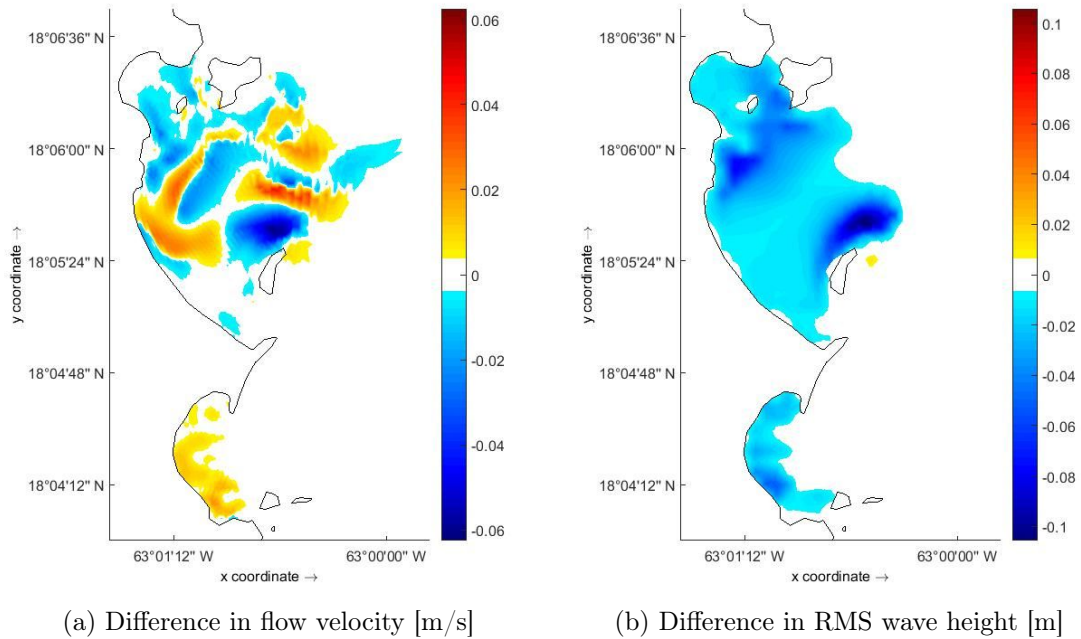 18°06'36" N
18°06'00" N
18°05'24" N
18°04'48" N
18°04'12" N
y coordinate →
63°01'12" W
63°00'00" W
x coordinate →
0.06
0.04
0.02
0
-0.02
-0.04
-0.06
(a) Difference in flow velocity [m/s]
18°06'36" N
18°06'00" N
18°05'24" N
18°04'48" N
18°04'12" N
y coordinate →
63°01'12" W
63°00'00" W
x coordinate →
0.1
0.08
0.06
0.04
0.02
0
-0.02
-0.04
-0.06
-0.08
-0.1
(b) Difference in RMS wave height [m]